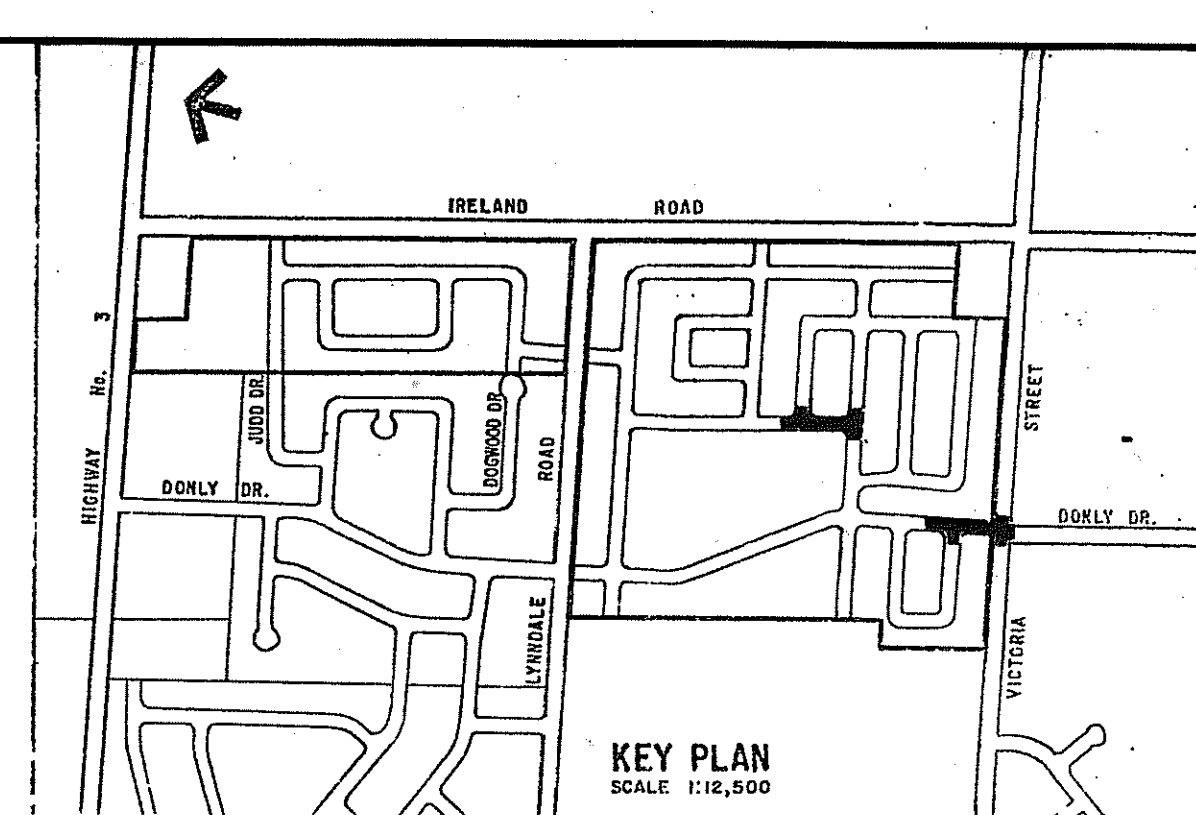 IRELAND ROAD
HIGHWAY No. 3
JUDD DR.
DOGWOOD DR.
DONLY DR.
LYNNDALE ROAD
VICTORIA STREET
DONLY DR.
KEY PLAN
SCALE 1:12,500